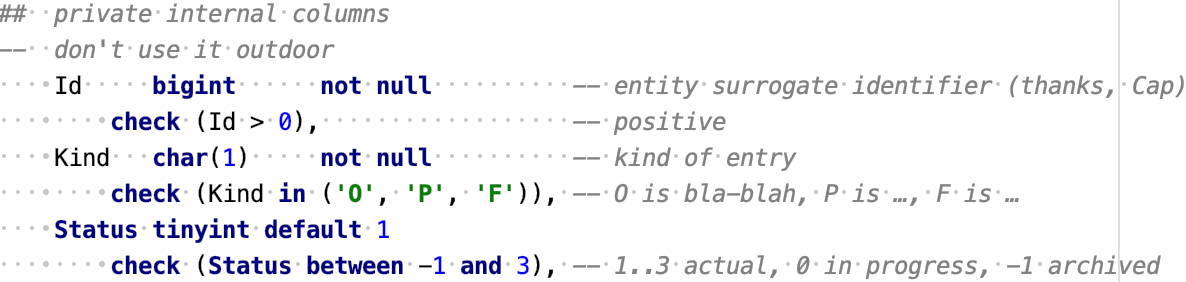 ## private internal columns
-- don't use it outdoor
Id bigint not null -- entity surrogate identifier (thanks, Cap)
check (Id > 0), -- positive
Kind char(1) not null -- kind of entry
check (Kind in ('O', 'P', 'F')), -- O is bla-blah, P is …, F is …
Status tinyint default 1
check (Status between -1 and 3), -- 1..3 actual, 0 in progress, -1 archived